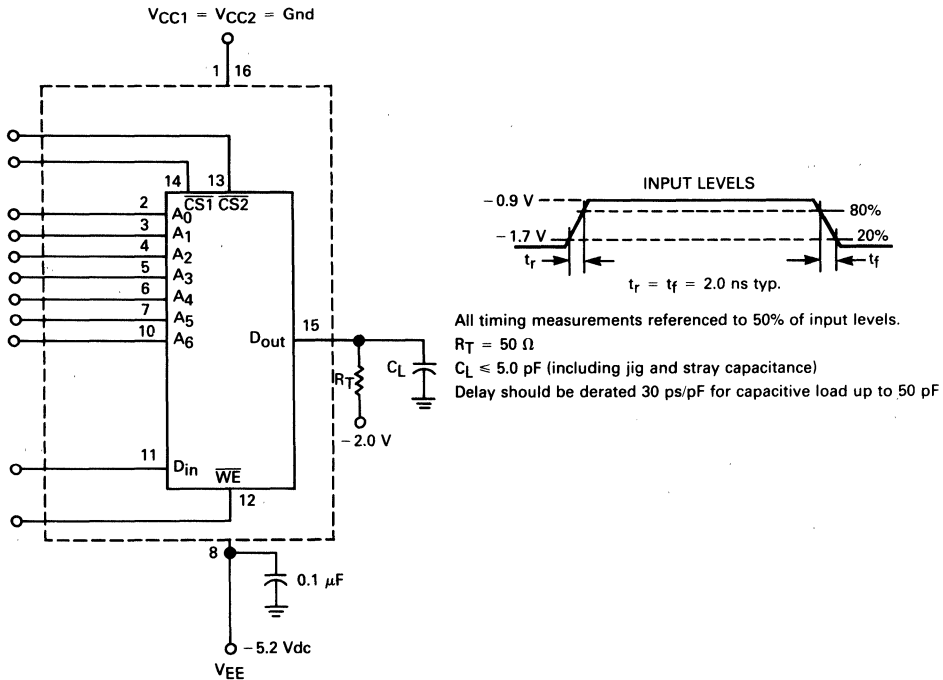 VCC1 = VCC2 = Gnd
1 16
14 13
CS1 CS2
2 A0
3 A1
4 A2
5 A3
6 A4
7 A5
10 A6
15
Dout
RT
CL
-2.0 V
11 Din
WE
12
8
0.1 μF
-5.2 Vdc
VEE
INPUT LEVELS
-0.9 V
80%
-1.7 V
20%
tr
tf
tr = tf = 2.0 ns typ.
All timing measurements referenced to 50% of input levels.
RT = 50 Ω
CL ≤ 5.0 pF (including jig and stray capacitance)
Delay should be derated 30 ps/pF for capacitive load up to 50 pF